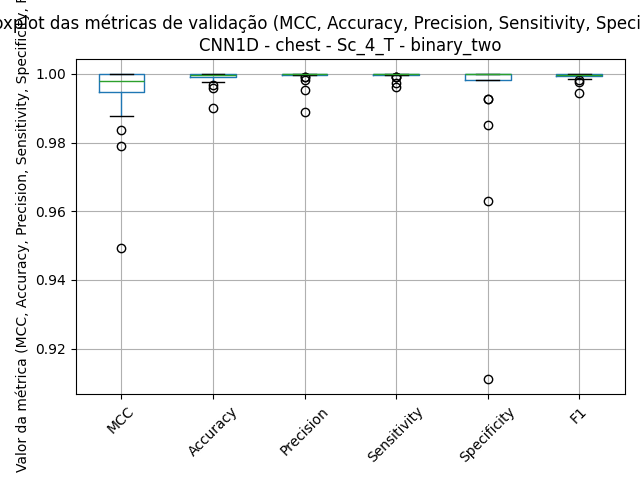 oxplot das métricas de validação (MCC, Accuracy, Precision, Sensitivity, Speci
CNN1D - chest - Sc_4_T - binary_two
Valor da métrica (MCC, Accuracy, Precision, Sensitivity, Specificity,
1.00
0.98
0.96
0.94
0.92
MCC
Accuracy
Precision
Sensitivity
Specificity
F1